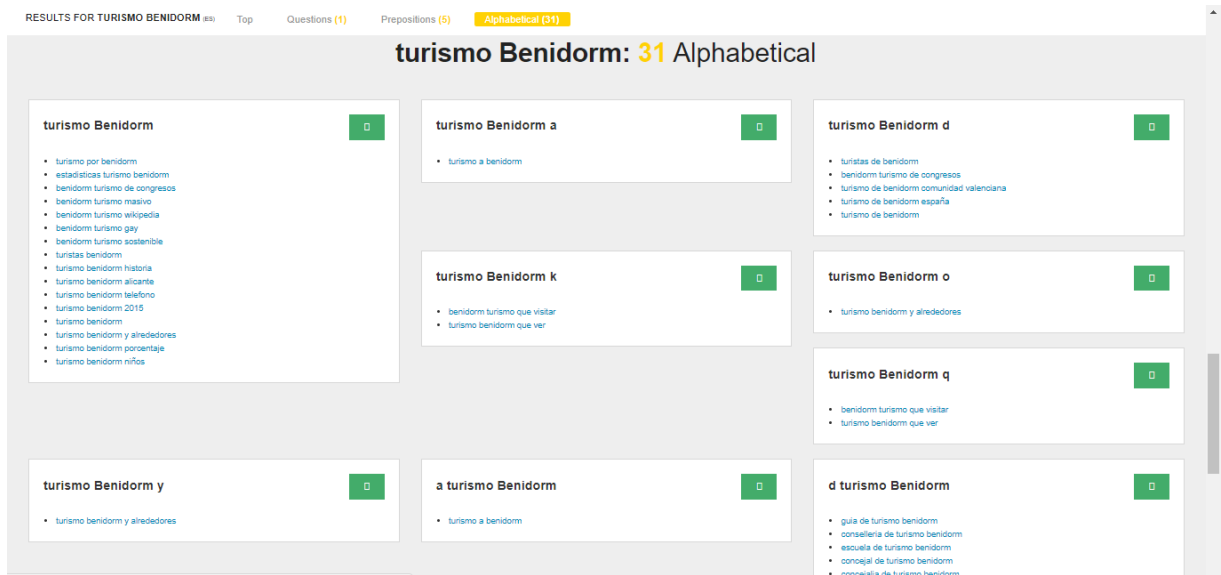 RESULTS FOR TURISMO BENIDORM (ES) Top Questions (1) Prepositions (5) Alphabetical (31)
turismo Benidorm: 31 Alphabetical
turismo Benidorm
turismo por benidorm
estadisticas turismo benidorm
benidorm turismo de congresos
benidorm turismo masivo
benidorm turismo wikipedia
benidorm turismo gay
benidorm turismo sostenible
turistas benidorm
turismo benidorm historia
turismo benidorm alicante
turismo benidorm telefono
turismo benidorm 2015
turismo benidorm
turismo benidorm y alrededores
turismo benidorm porcentaje
turismo benidorm niños
turismo Benidorm a
turismo a benidorm
turismo Benidorm d
turistas de benidorm
benidorm turismo de congresos
turismo de benidorm comunidad valenciana
turismo de benidorm españa
turismo de benidorm
turismo Benidorm k
benidorm turismo que visitar
turismo benidorm que ver
turismo Benidorm o
turismo benidorm y alrededores
turismo Benidorm q
benidorm turismo que visitar
turismo benidorm que ver
turismo Benidorm y
turismo benidorm y alrededores
a turismo Benidorm
turismo a benidorm
d turismo Benidorm
guia de turismo benidorm
conselleria de turismo benidorm
escuela de turismo benidorm
concejal de turismo benidorm
concejalia de turismo benidorm